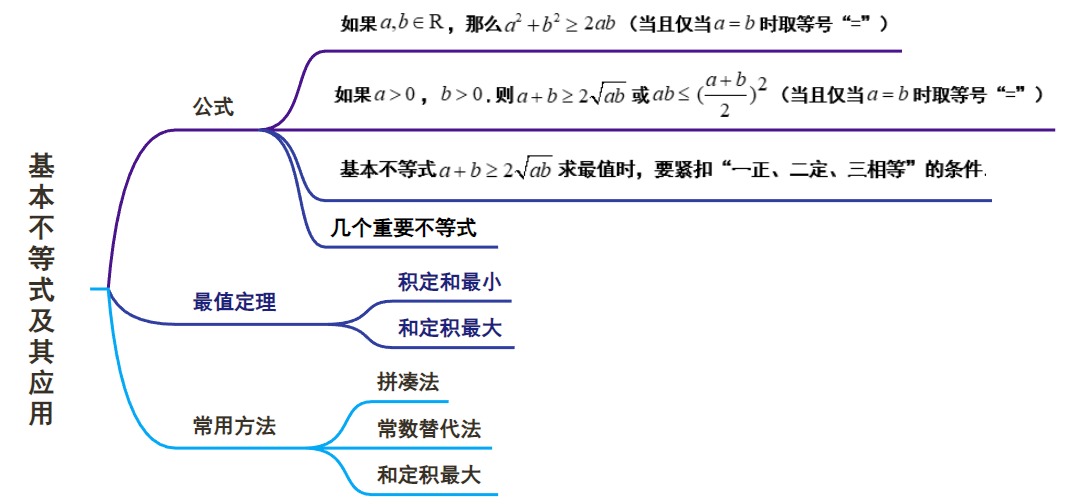 基本不等式及其应用
公式
如果a,b∈R，那么a²+b²≥2ab（当且仅当a=b时取等号“=”）
如果a>0，b>0.则a+b≥2√ab或ab≤(a+b/2)²（当且仅当a=b时取等号“=”）
基本不等式a+b≥2√ab求最值时，要紧扣“一正、二定、三相等”的条件.
几个重要不等式
最值定理
积定和最小
和定积最大
常用方法
拼凑法
常数替代法
和定积最大